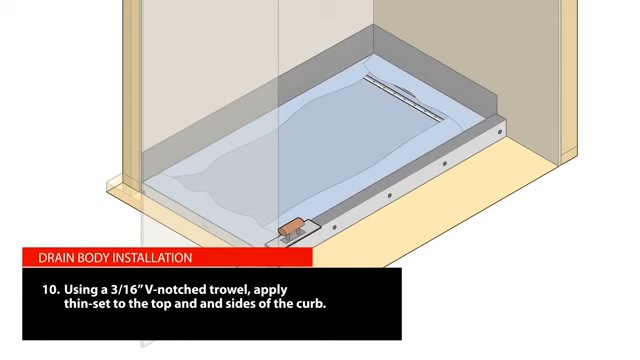 DRAIN BODY INSTALLATION
10. Using a 3/16” V-notched trowel, apply
thin-set to the top and and sides of the curb.